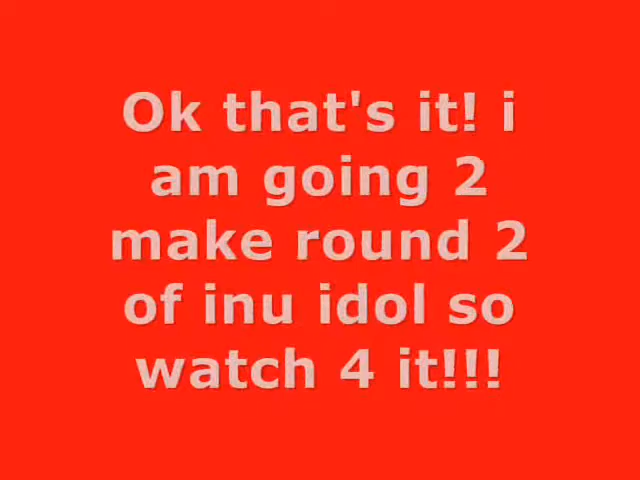 Ok that's it! i
am going 2
make round 2
of inu idol so
watch 4 it!!!